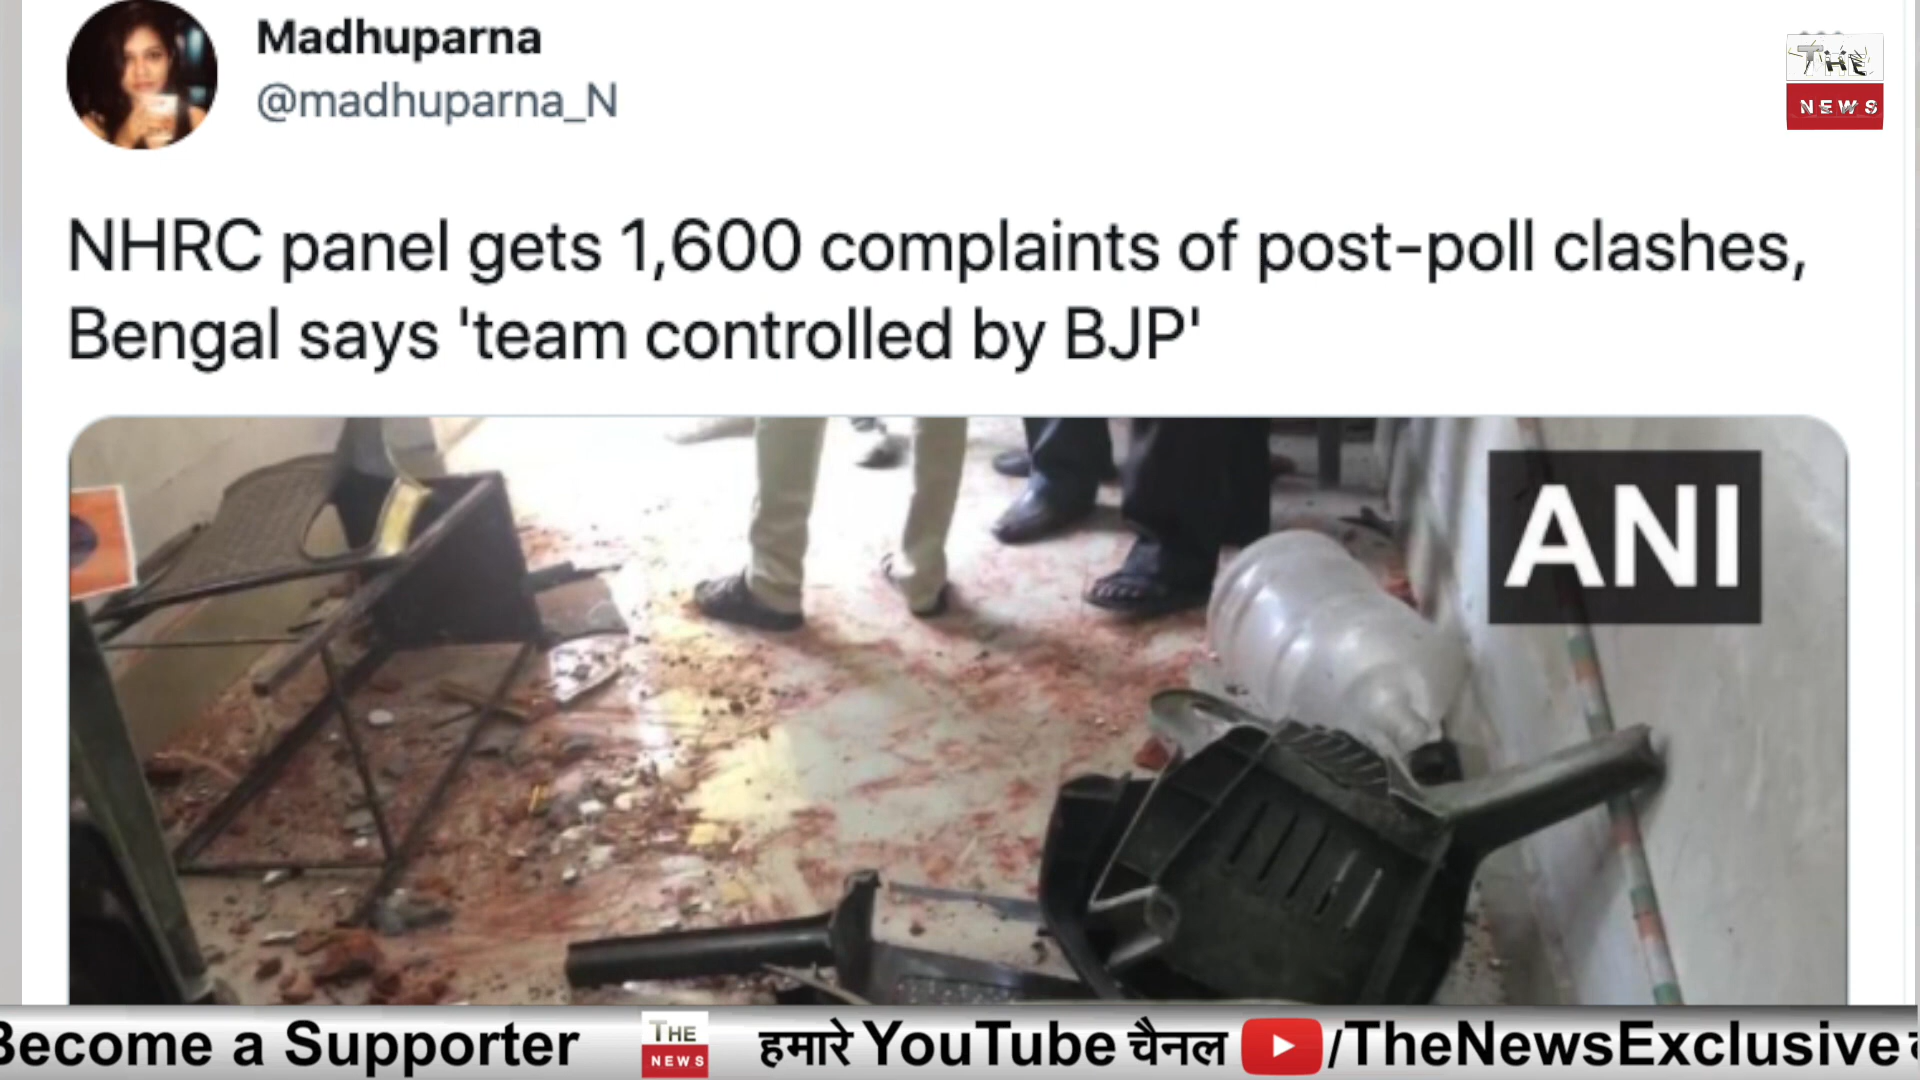 Madhuparna
@madhuparna_N
THE
NEWS
NHRC panel gets 1,600 complaints of post-poll clashes,
Bengal says 'team controlled by BJP'
ANI
Become a Supporter THE NEWS हमारे YouTube चैनल /TheNewsExclusive